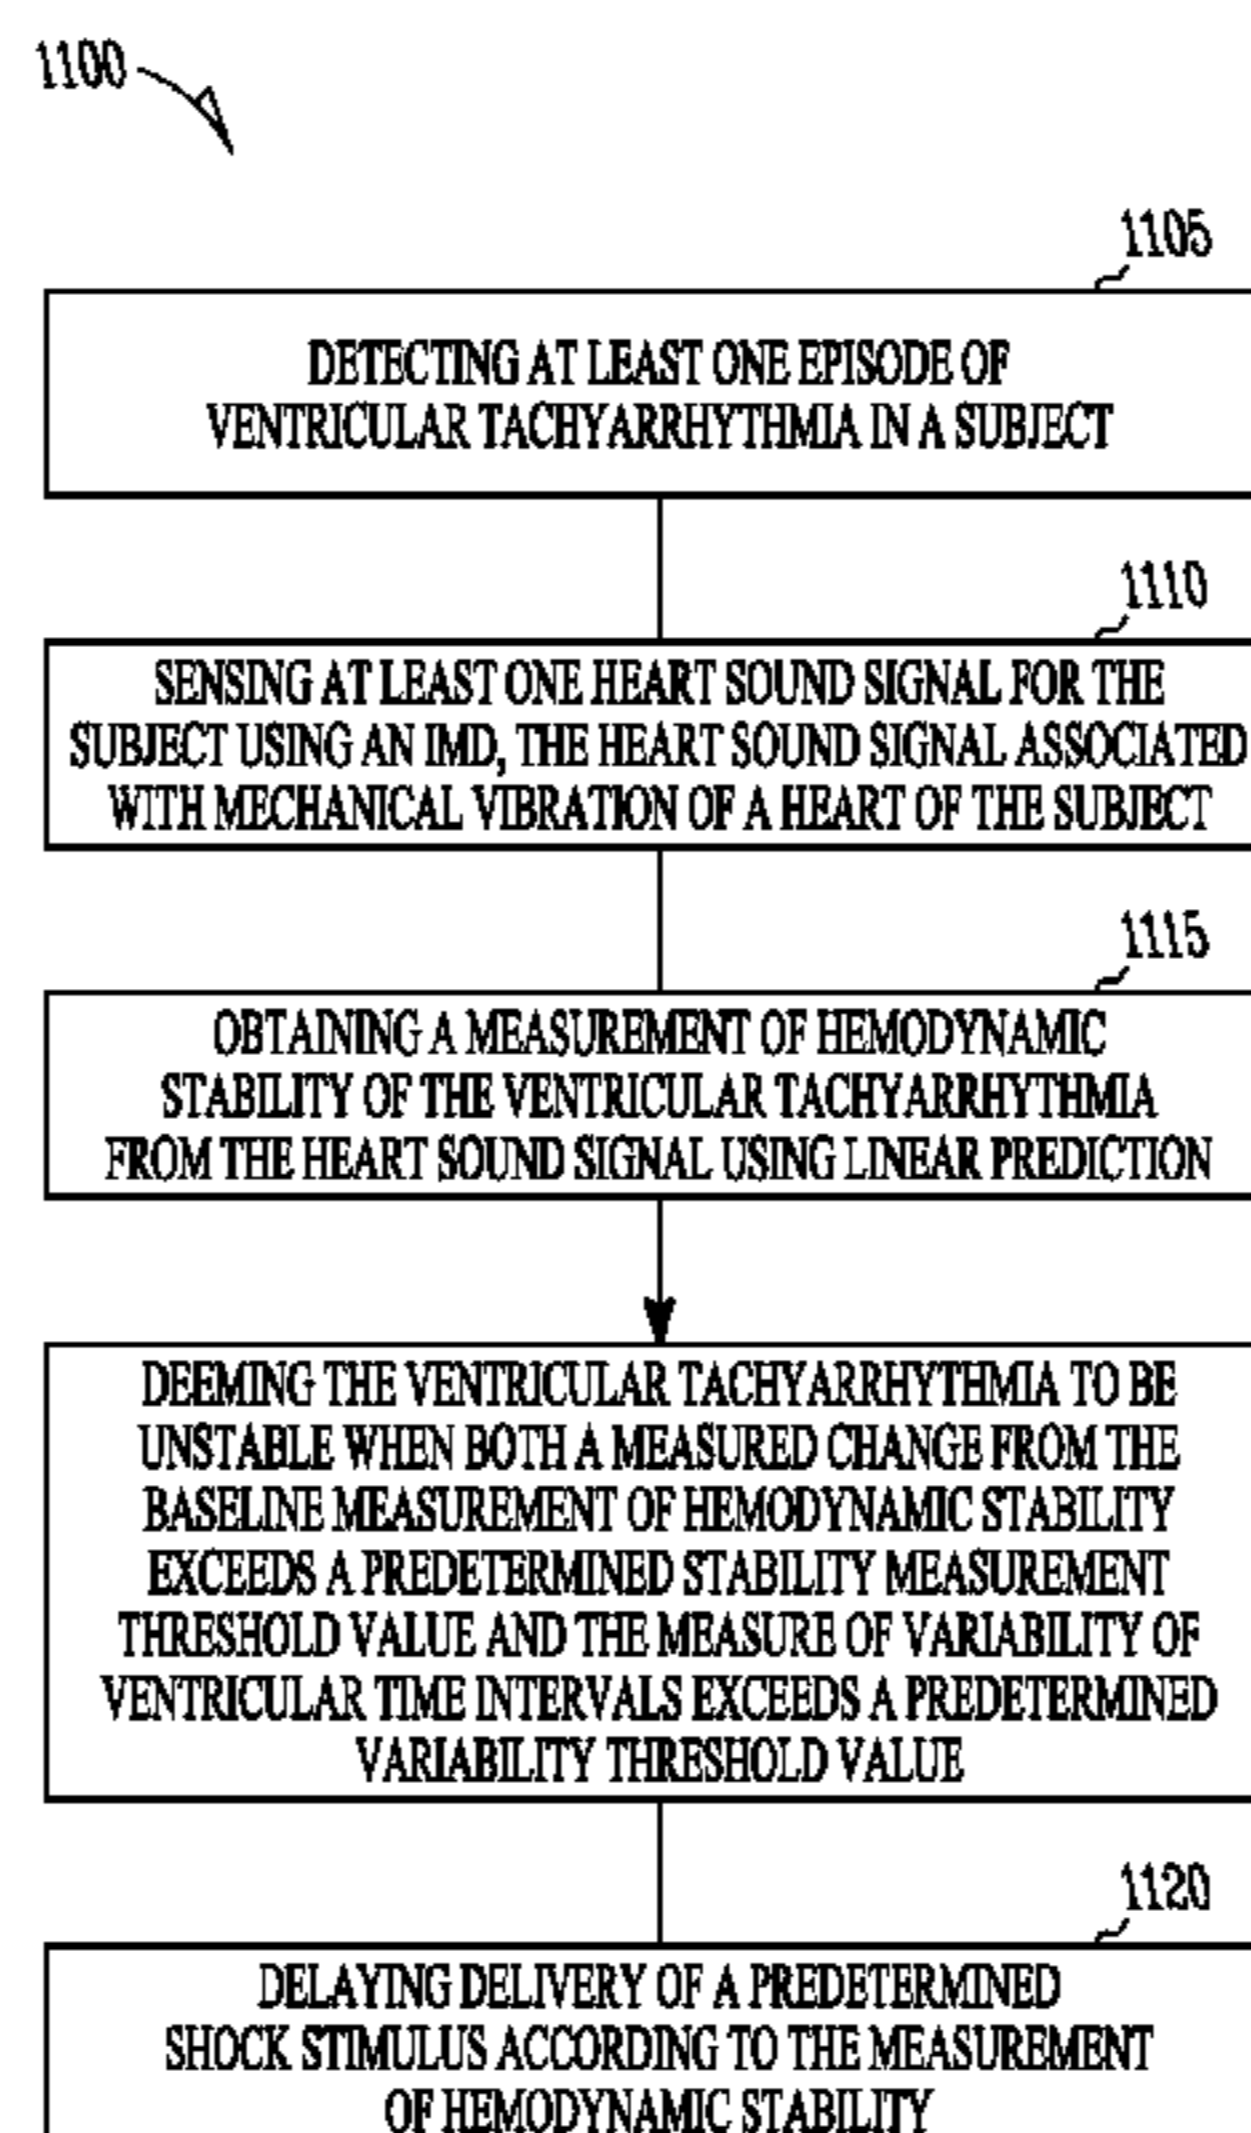 1100
1105
DETECTING AT LEAST ONE EPISODE OF
VENTRICULAR TACHYARRHYTHMIA IN A SUBJECT
1110
SENSING AT LEAST ONE HEART SOUND SIGNAL FOR THE
SUBJECT USING AN IMD, THE HEART SOUND SIGNAL ASSOCIATED
WITH MECHANICAL VIBRATION OF A HEART OF THE SUBJECT
1115
OBTAINING A MEASUREMENT OF HEMODYNAMIC
STABILITY OF THE VENTRICULAR TACHYARRHYTHMIA
FROM THE HEART SOUND SIGNAL USING LINEAR PREDICTION
DEEMING THE VENTRICULAR TACHYARRHYTHMIA TO BE
UNSTABLE WHEN BOTH A MEASURED CHANGE FROM THE
BASELINE MEASUREMENT OF HEMODYNAMIC STABILITY
EXCEEDS A PREDETERMINED STABILITY MEASUREMENT
THRESHOLD VALUE AND THE MEASURE OF VARIABILITY OF
VENTRICULAR TIME INTERVALS EXCEEDS A PREDETERMINED
VARIABILITY THRESHOLD VALUE
1120
DELAYING DELIVERY OF A PREDETERMINED
SHOCK STIMULUS ACCORDING TO THE MEASUREMENT
OF HEMODYNAMIC STABILITY